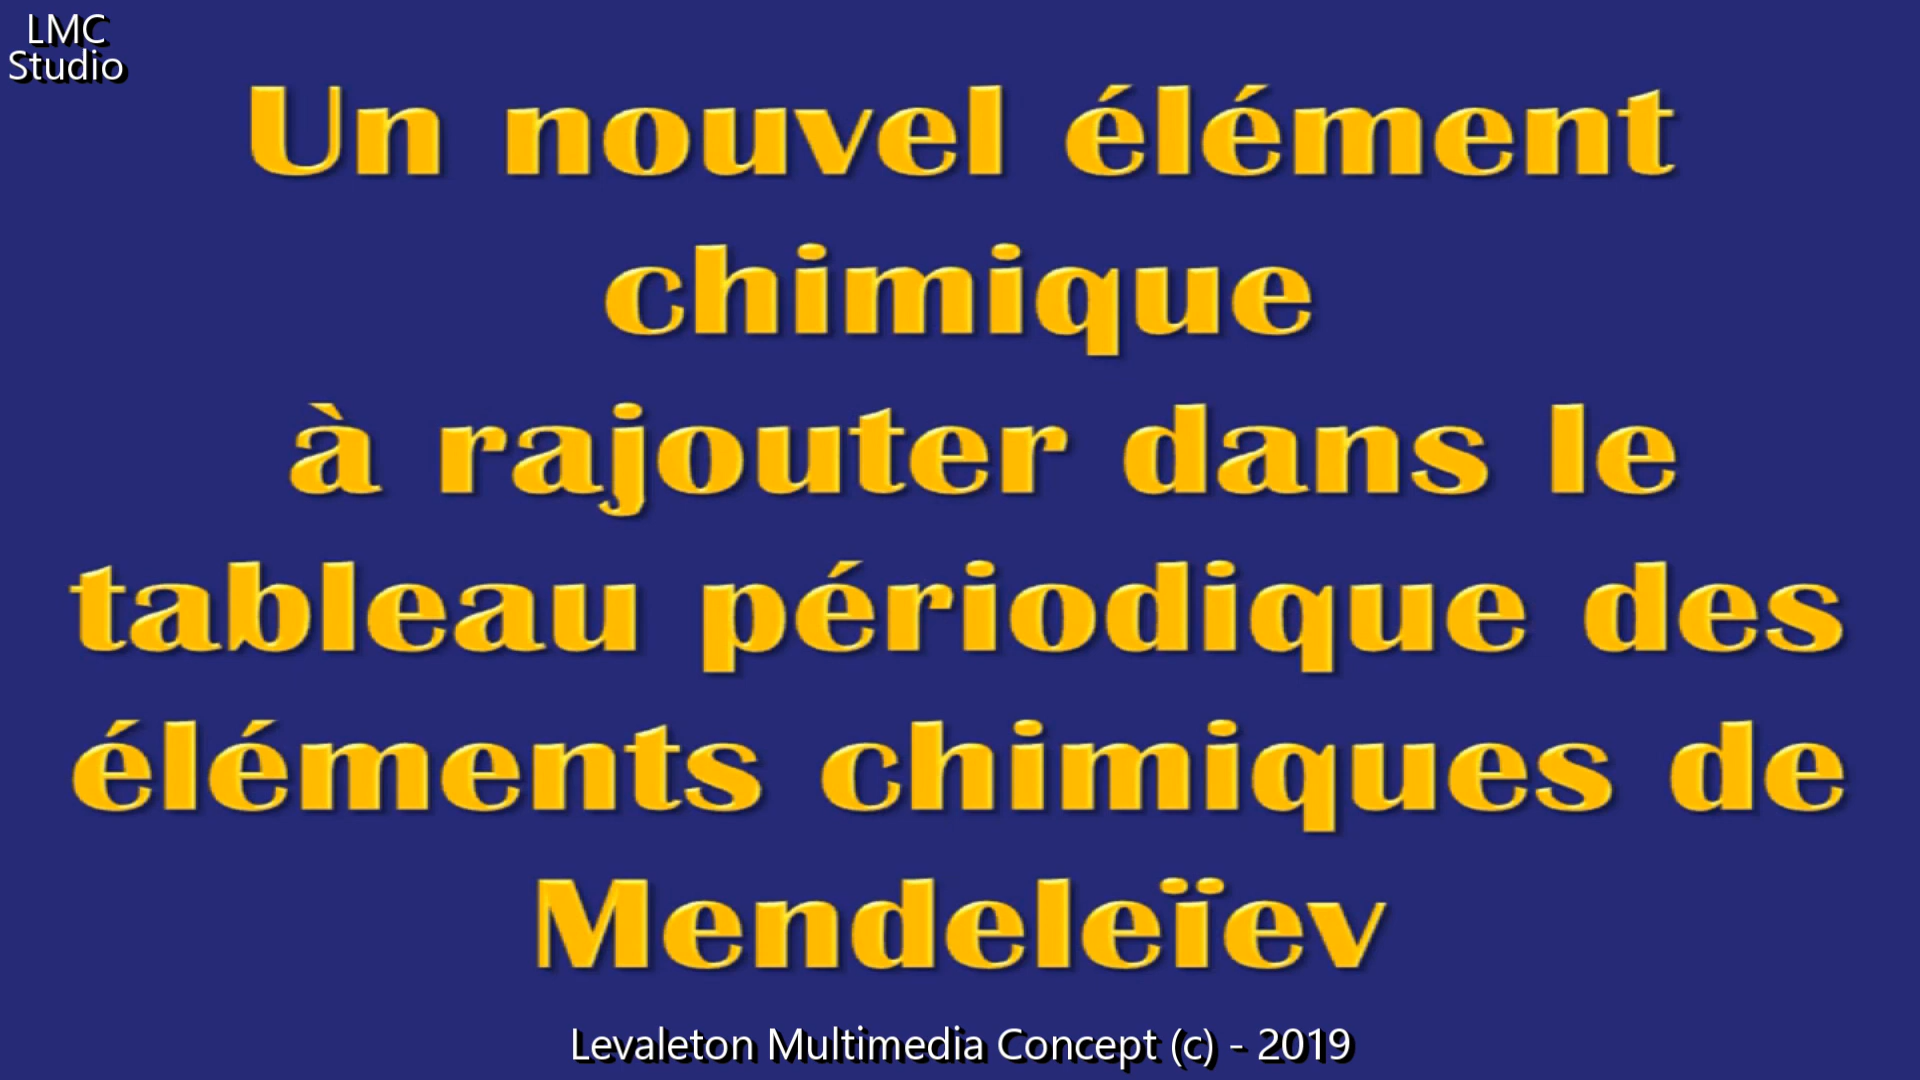 LMC
Studio
Un nouvel élément
chimique
à rajouter dans le
tableau périodique des
éléments chimiques de
Mendeleïev
Levaleton Multimedia Concept (c) - 2019